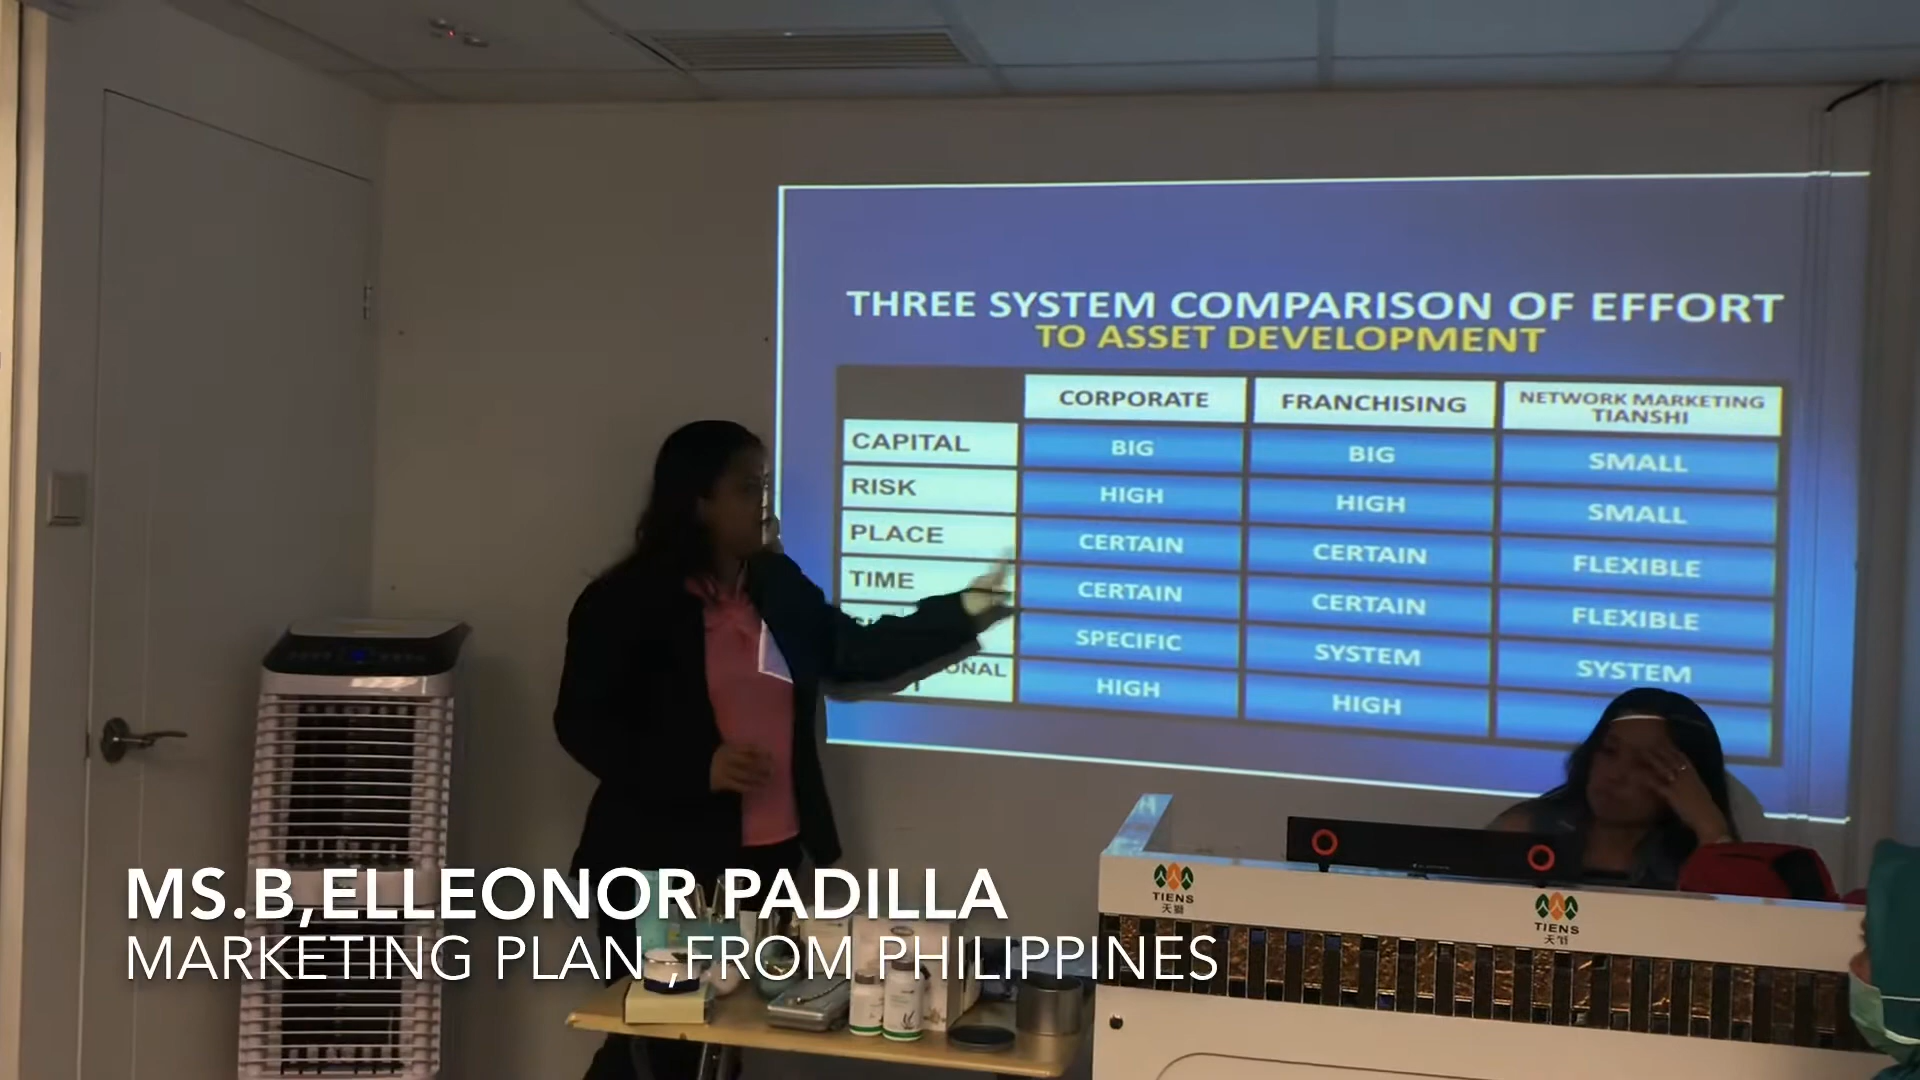 THREE SYSTEM COMPARISON OF EFFORT
TO ASSET DEVELOPMENT
CORPORATE
FRANCHISING
NETWORK MARKETING
TIANSHI
CAPITAL
BIG
BIG
SMALL
RISK
HIGH
HIGH
SMALL
PLACE
CERTAIN
CERTAIN
FLEXIBLE
TIME
CERTAIN
CERTAIN
FLEXIBLE
SPECIFIC
SYSTEM
SYSTEM
HIGH
HIGH
MS.B,ELLEONOR PADILLA
MARKETING PLAN ,FROM PHILIPPINES
TIENS
天狮
TIENS
天狮